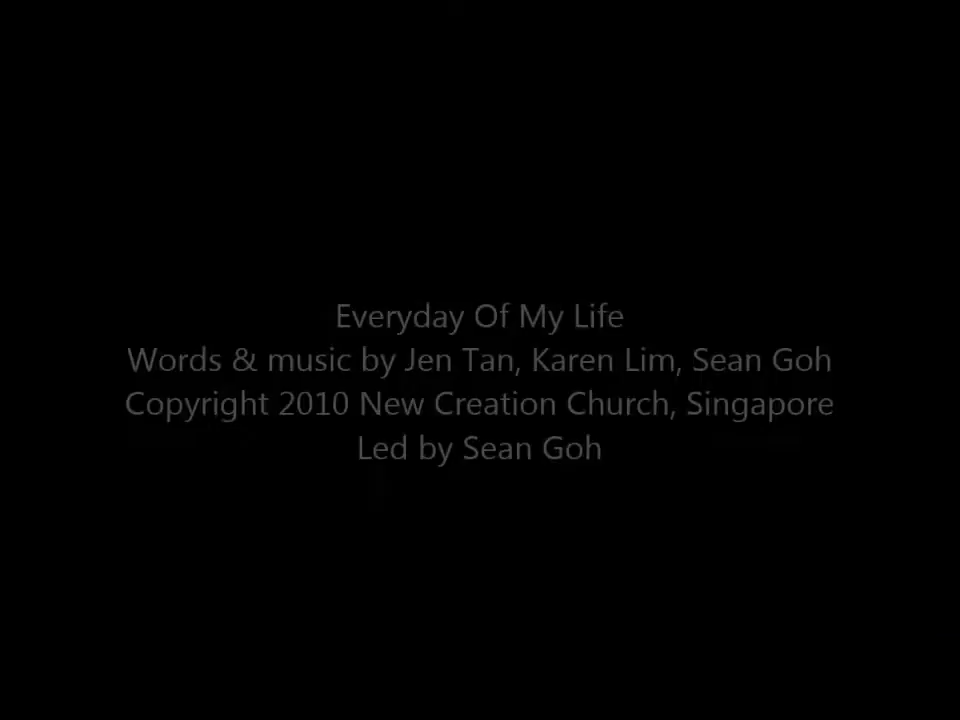 Everyday Of My Life
Words & music by Jen Tan, Karen Lim, Sean Goh
Copyright 2010 New Creation Church, Singapore
Led by Sean Goh